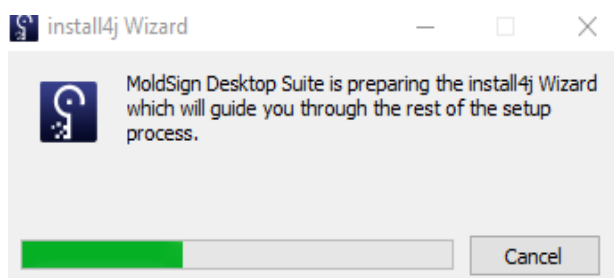 install4j Wizard
MoldSign Desktop Suite is preparing the install4j Wizard
which will guide you through the rest of the setup
process.
Cancel